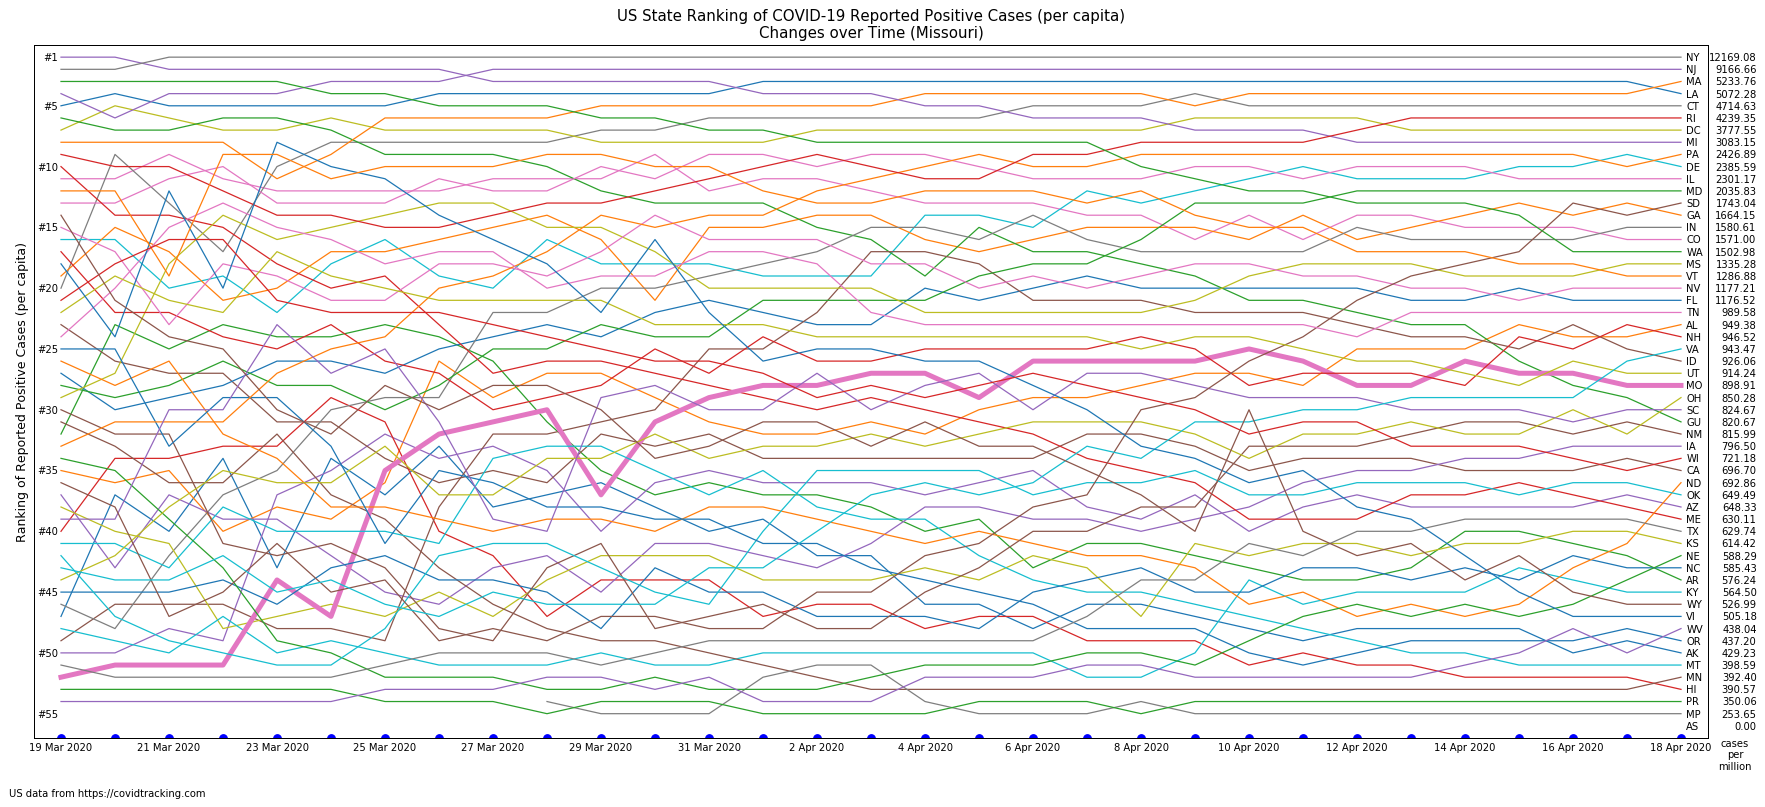 US State Ranking of COVID-19 Reported Positive Cases (per capita)
Changes over Time (Missouri)
Ranking of Reported Positive Cases (per capita)
#1
#5
#10
#15
#20
#25
#30
#35
#40
#45
#50
#55
NY 12169.08
NJ 9166.66
MA 5233.76
LA 5072.28
CT 4714.63
RI 4239.35
DC 3777.55
MI 3083.15
PA 2426.89
DE 2385.59
IL 2301.17
MD 2035.83
SD 1743.04
GA 1664.15
IN 1580.61
CO 1571.00
WA 1502.98
MS 1335.28
VT 1286.88
NV 1177.21
FL 1176.52
TN 989.58
AL 949.38
NH 946.52
VA 943.47
ID 926.06
UT 914.24
MO 898.91
OH 850.28
SC 824.67
GU 820.67
NM 815.99
IA 796.50
WI 721.18
CA 696.70
ND 692.86
OK 649.49
AZ 648.33
ME 630.11
TX 629.74
KS 614.42
NE 588.29
NC 585.43
AR 576.24
KY 564.50
WY 526.99
VI 505.18
WV 438.04
OR 437.20
AK 429.23
MT 398.59
MN 392.40
HI 390.57
PR 350.06
MP 253.65
AS 0.00
19 Mar 2020 21 Mar 2020 23 Mar 2020 25 Mar 2020 27 Mar 2020 29 Mar 2020 31 Mar 2020 2 Apr 2020 4 Apr 2020 6 Apr 2020 8 Apr 2020 10 Apr 2020 12 Apr 2020 14 Apr 2020 16 Apr 2020 18 Apr 2020
cases
per
million
US data from https://covidtracking.com